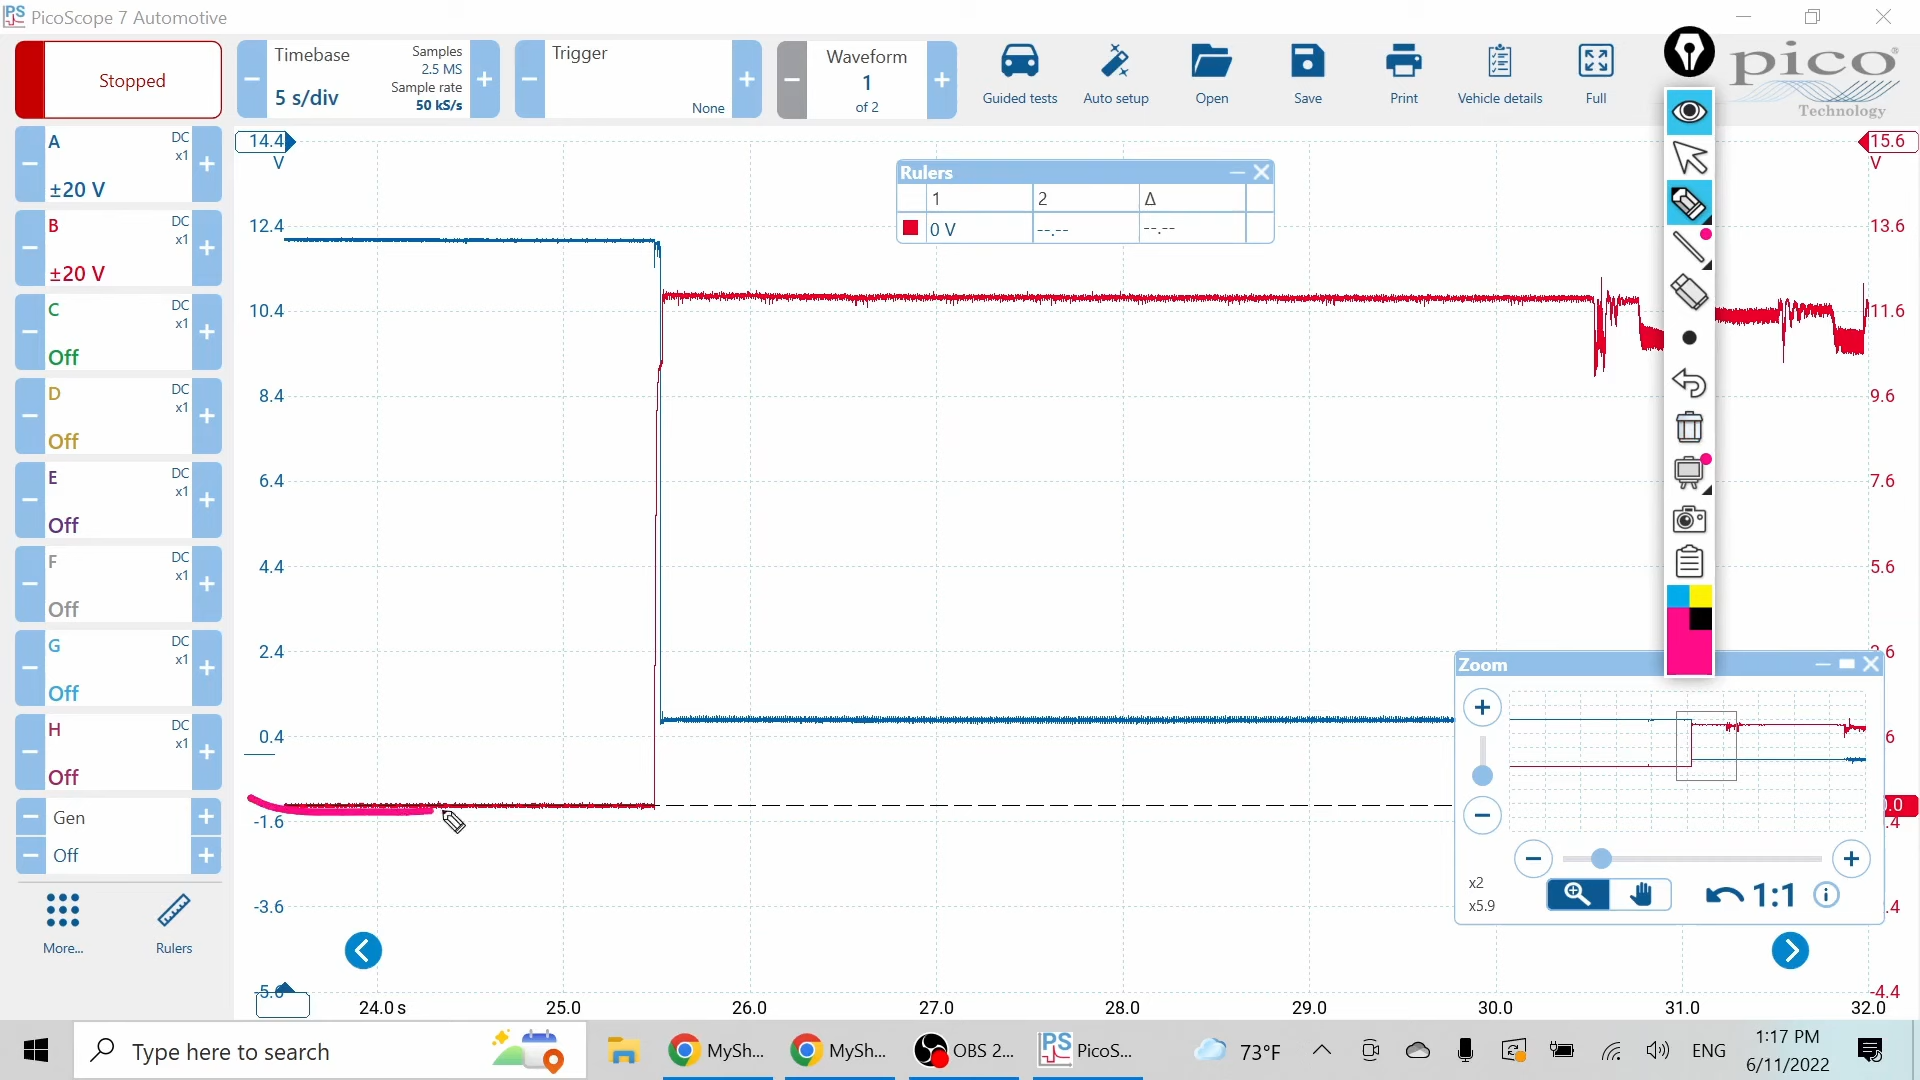 PS PicoScope 7 Automotive
Stopped
Timebase
5 s/div
Samples
2.5 MS
Sample rate
50 kS/s
Trigger
None
Waveform
1
of 2
Guided tests
Auto setup
Open
Save
Print
Vehicle details
Full
pico
Technology
A
DC
x1
±20 V
B
DC
x1
±20 V
C
DC
x1
Off
D
DC
x1
Off
E
DC
x1
Off
F
DC
x1
Off
G
DC
x1
Off
H
DC
x1
Off
Gen
Off
More...
Rulers
14.4
V
12.4
10.4
8.4
6.4
4.4
2.4
0.4
-1.6
-3.6
-5.6
Rulers
1 2 Δ
0 V --.-- --.--
15.6
V
13.6
11.6
9.6
7.6
5.6
-4.4
Zoom
x2
x5.9
1:1
24.0 s 25.0 26.0 27.0 28.0 29.0 30.0 31.0 32.0
Type here to search
MySh...
MySh...
OBS 2...
PS PicoS...
73°F
ENG
1:17 PM
6/11/2022